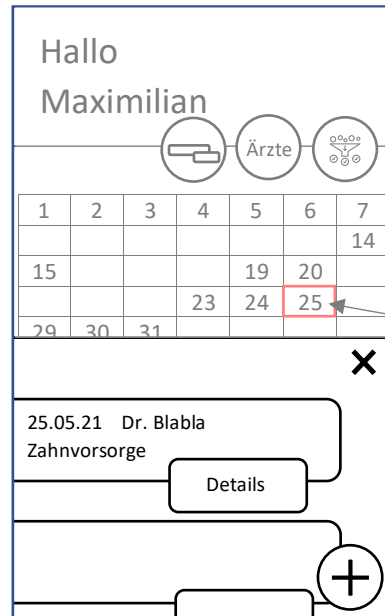 Hallo
Maximilian
Ärzte
1 2 3 4 5 6 7
14
15 19 20
23 24 25
29 30 31
25.05.21 Dr. Blabla
Zahnvorsorge
Details